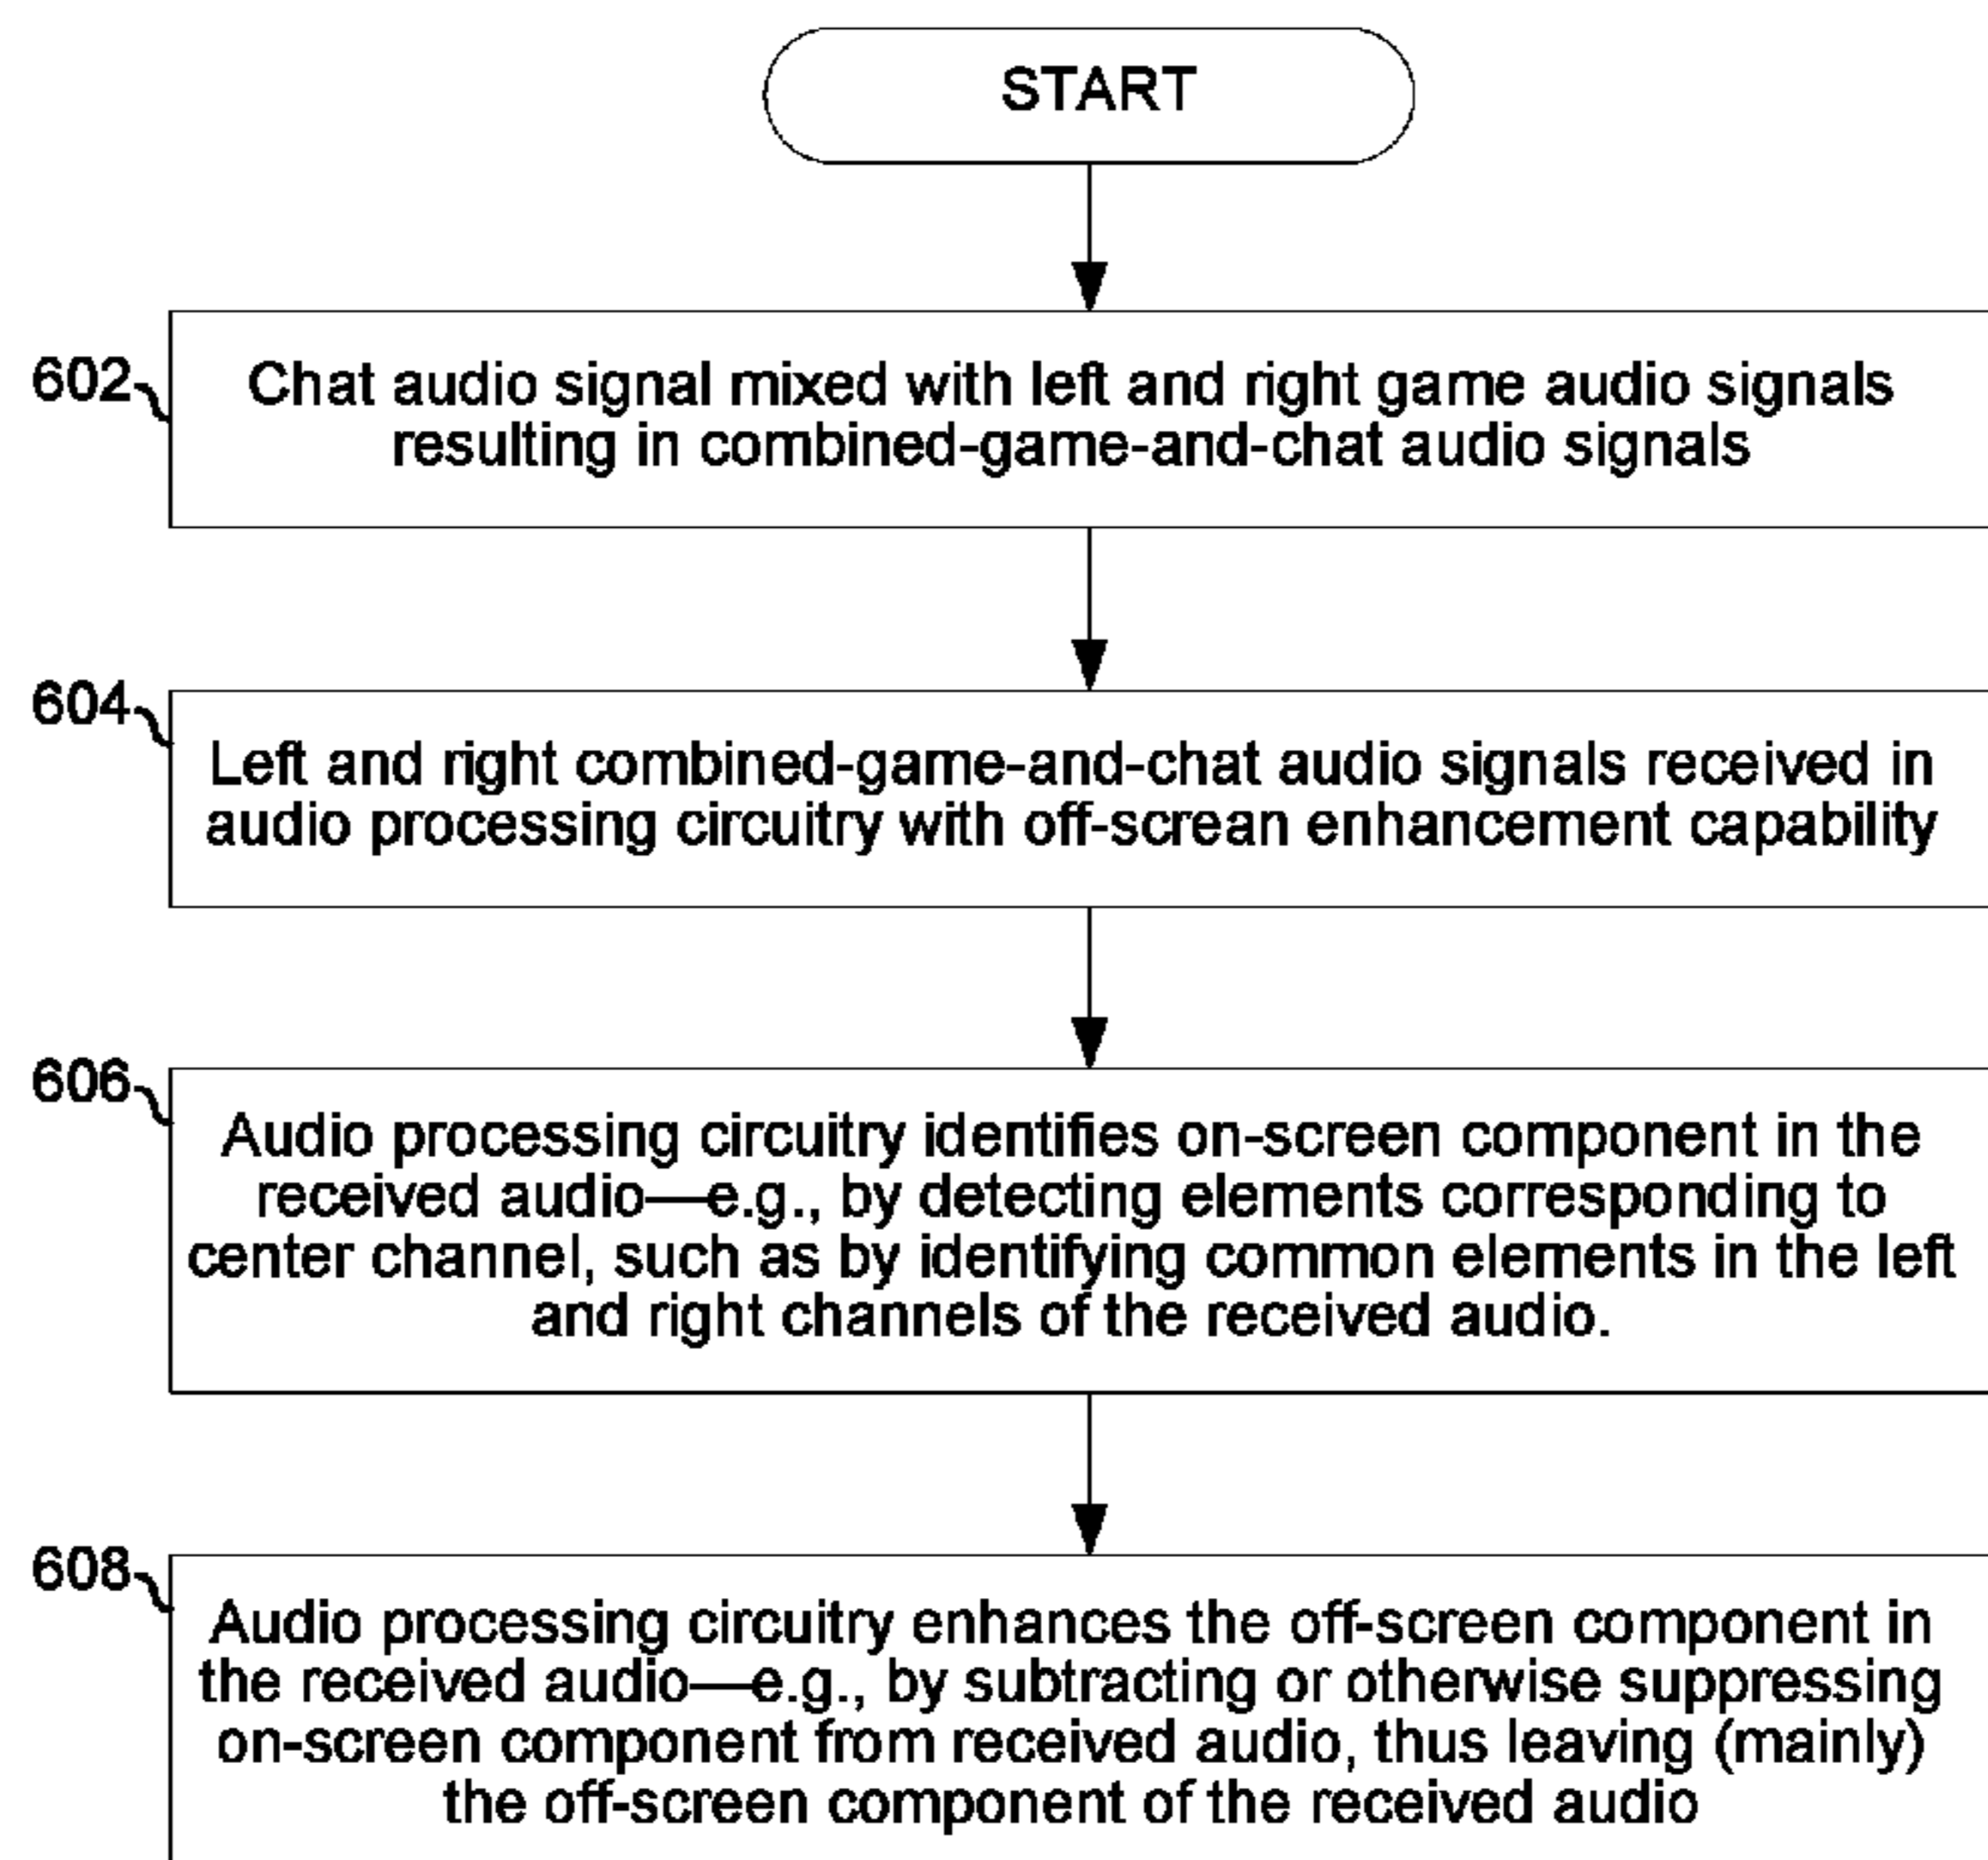 START
602
Chat audio signal mixed with left and right game audio signals
resulting in combined-game-and-chat audio signals
604
Left and right combined-game-and-chat audio signals received in
audio processing circuitry with off-screan enhancement capability
606
Audio processing circuitry identifies on-screen component in the
received audio—e.g., by detecting elements corresponding to
center channel, such as by identifying common elements in the left
and right channels of the received audio.
608
Audio processing circuitry enhances the off-screen component in
the received audio—e.g., by subtracting or otherwise suppressing
on-screen component from received audio, thus leaving (mainly)
the off-screen component of the received audio